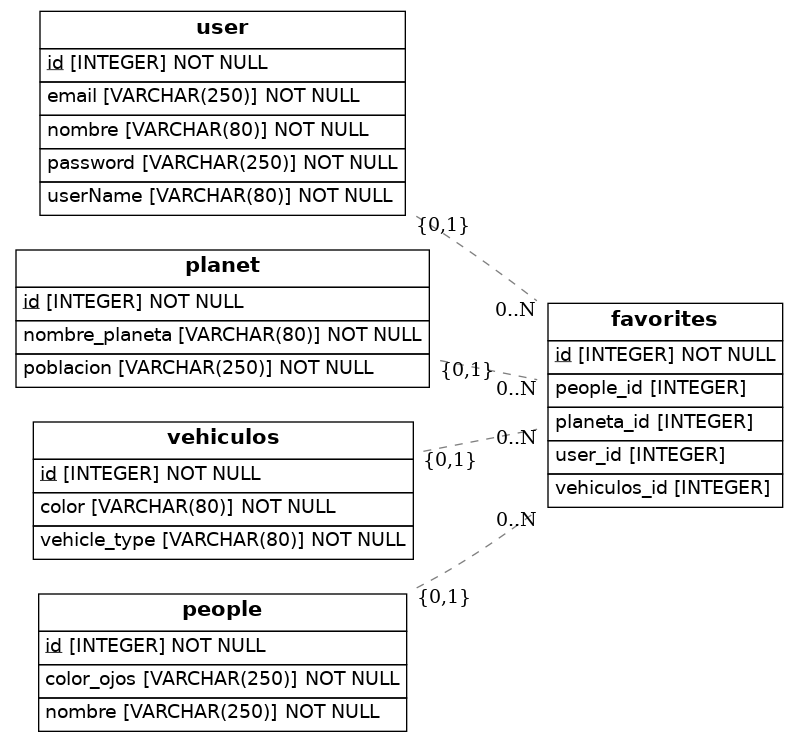 user
id [INTEGER] NOT NULL
email [VARCHAR(250)] NOT NULL
nombre [VARCHAR(80)] NOT NULL
password [VARCHAR(250)] NOT NULL
userName [VARCHAR(80)] NOT NULL
{0,1}
0..N
planet
id [INTEGER] NOT NULL
nombre_planeta [VARCHAR(80)] NOT NULL
poblacion [VARCHAR(250)] NOT NULL
{0,1}
0..N
vehiculos
id [INTEGER] NOT NULL
color [VARCHAR(80)] NOT NULL
vehicle_type [VARCHAR(80)] NOT NULL
{0,1}
0..N
people
id [INTEGER] NOT NULL
color_ojos [VARCHAR(250)] NOT NULL
nombre [VARCHAR(250)] NOT NULL
{0,1}
0..N
favorites
id [INTEGER] NOT NULL
people_id [INTEGER]
planeta_id [INTEGER]
user_id [INTEGER]
vehiculos_id [INTEGER]